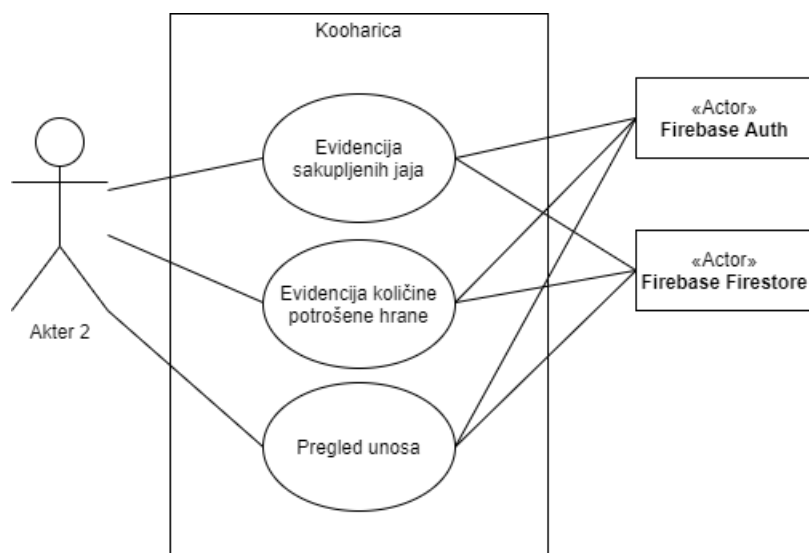 Kooharica
Evidencija
sakupljenih jaja
«Actor»
Firebase Auth
Evidencija količine
potrošene hrane
«Actor»
Firebase Firestore
Akter 2
Pregled unosa